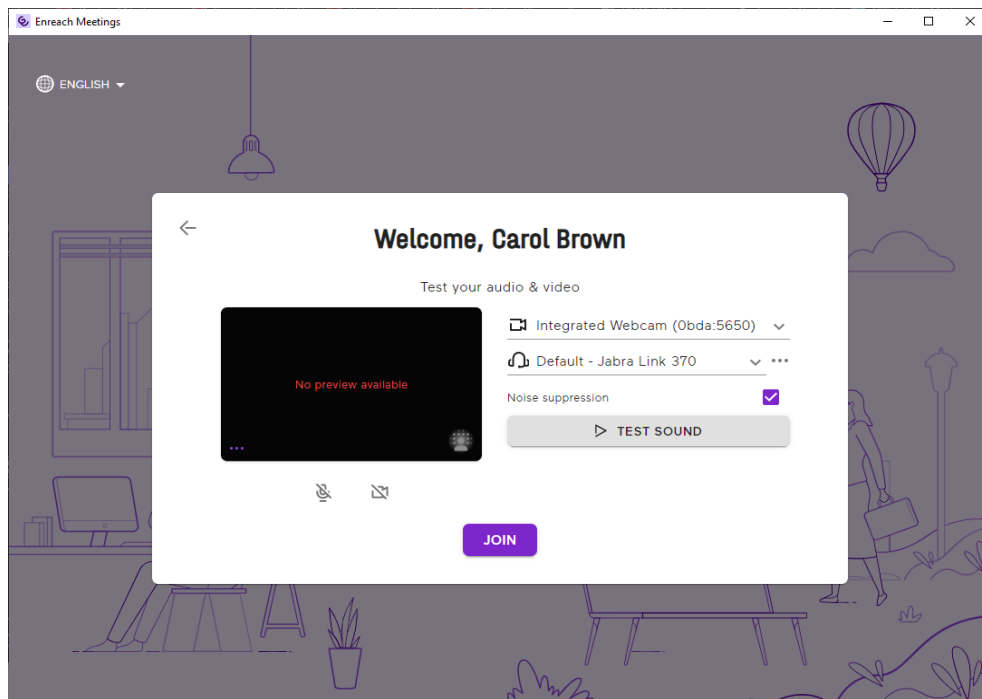 Enreach Meetings
ENGLISH
Welcome, Carol Brown
Test your audio & video
No preview available
Integrated Webcam (0bda:5650)
Default - Jabra Link 370
Noise suppression
TEST SOUND
JOIN